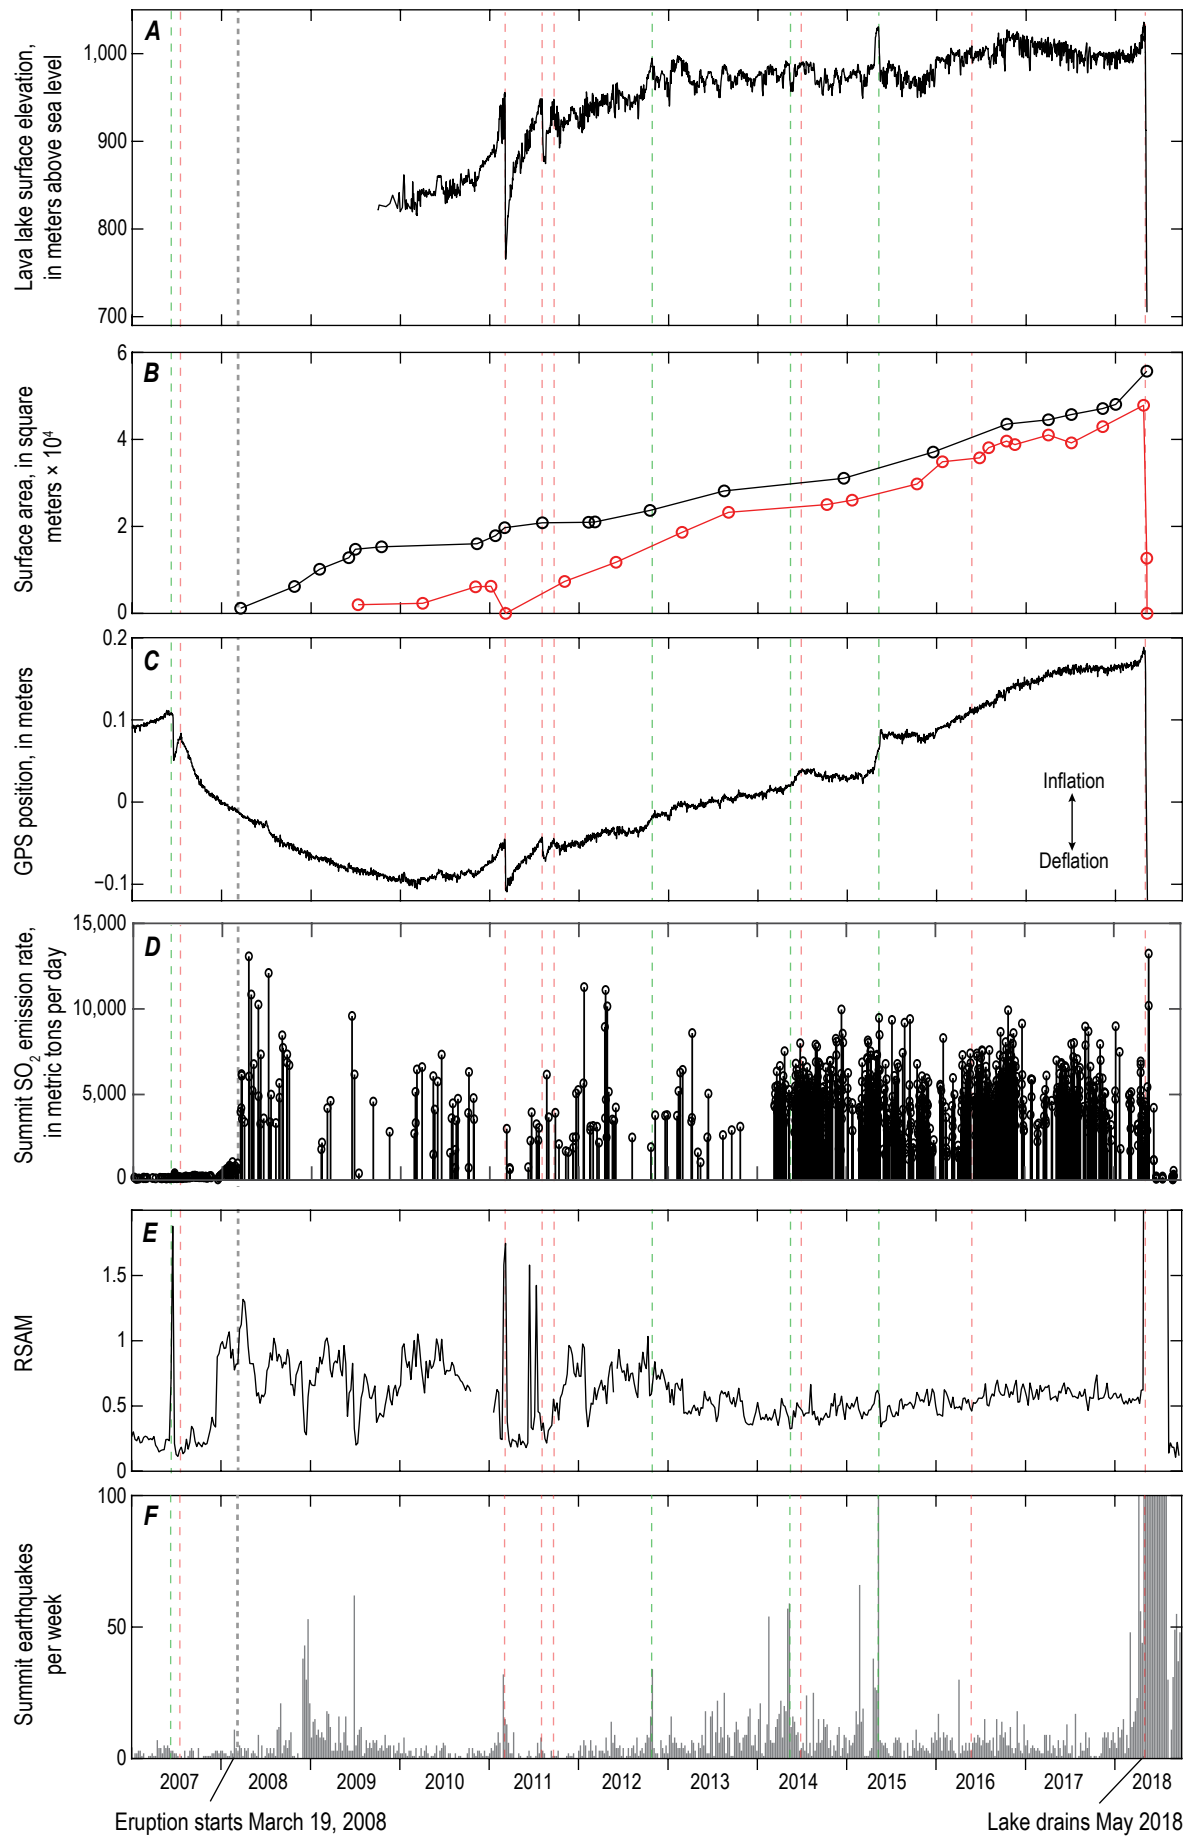 A
Lava lake surface elevation,
in meters above sea level
1,000
900
800
700
B
Surface area, in square
meters × 10⁴
6
4
2
0
C
GPS position, in meters
0.2
0.1
0
−0.1
Inflation
Deflation
D
Summit SO₂ emission rate,
in metric tons per day
15,000
10,000
5,000
0
E
RSAM
1.5
1
0.5
0
F
Summit earthquakes
per week
100
50
0
2007 2008 2009 2010 2011 2012 2013 2014 2015 2016 2017 2018
Eruption starts March 19, 2008
Lake drains May 2018